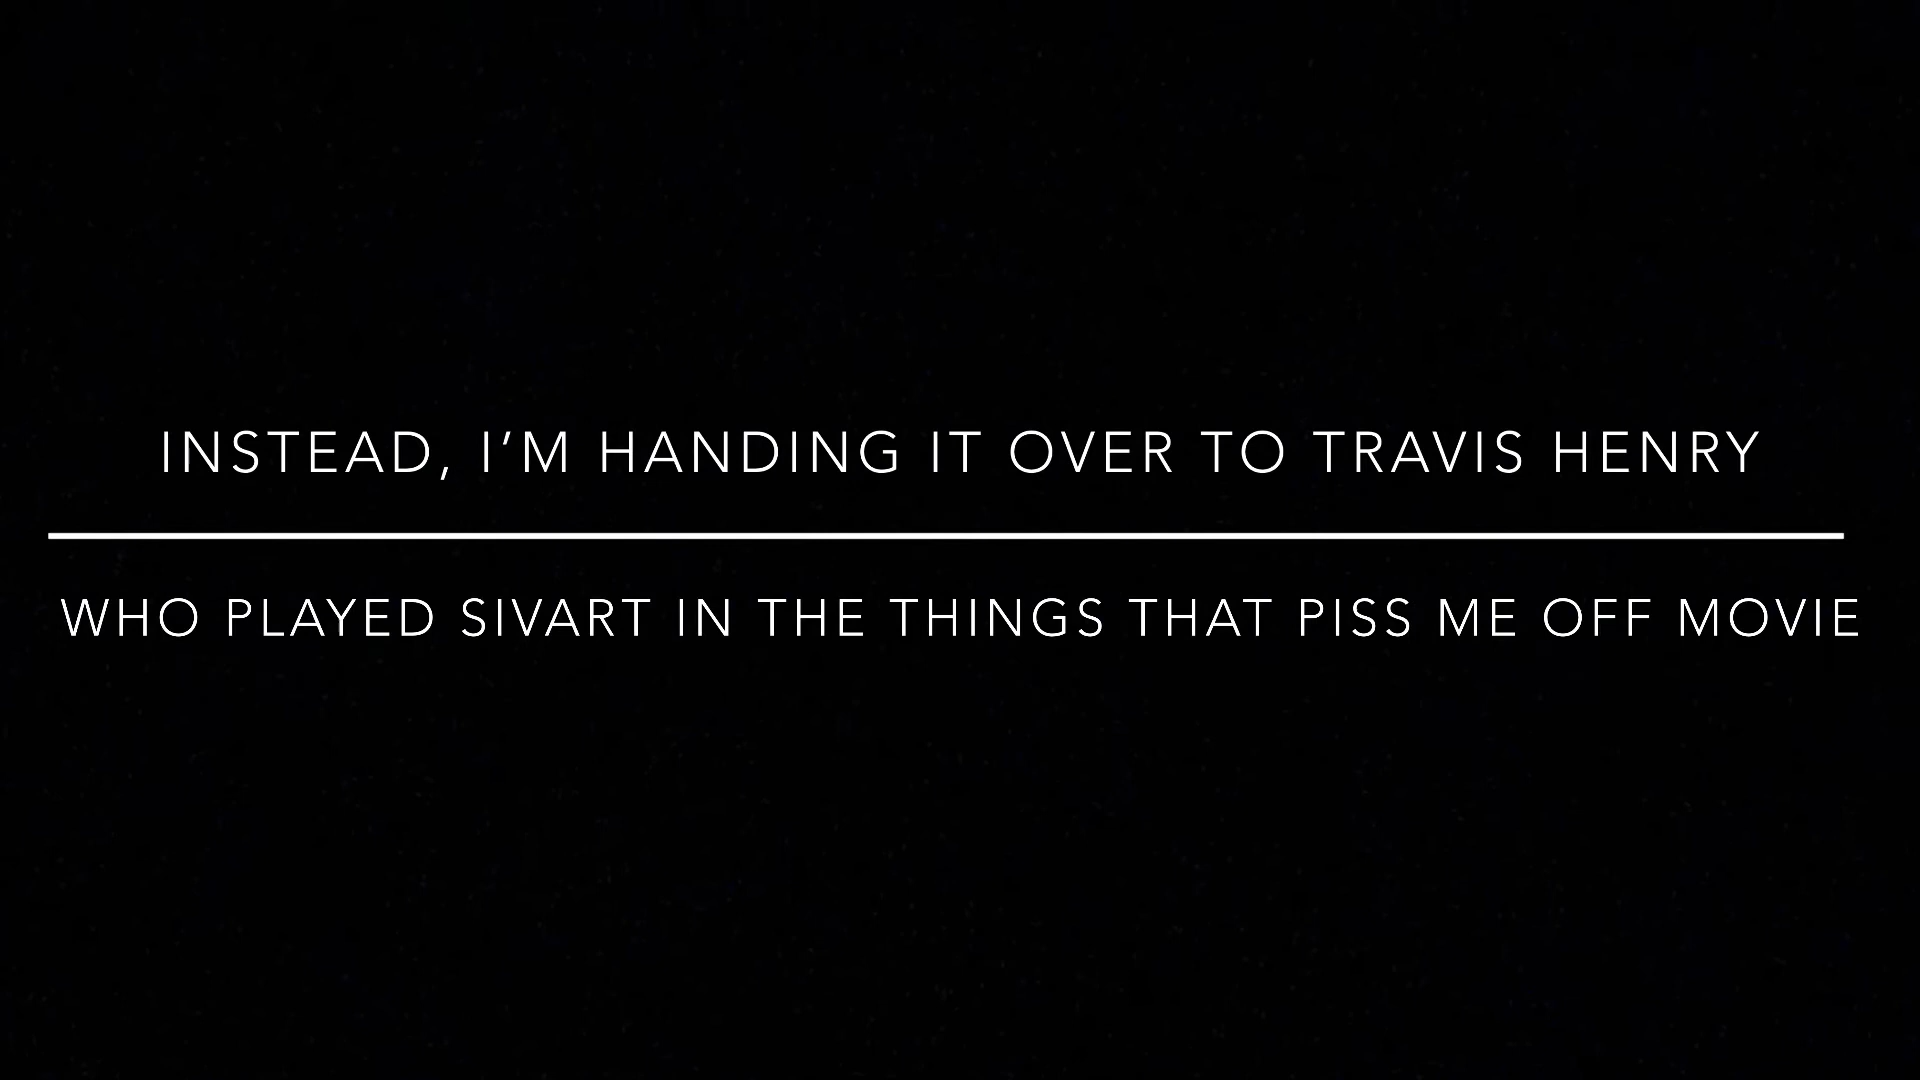 INSTEAD, I’M HANDING IT OVER TO TRAVIS HENRY
WHO PLAYED SIVART IN THE THINGS THAT PISS ME OFF MOVIE